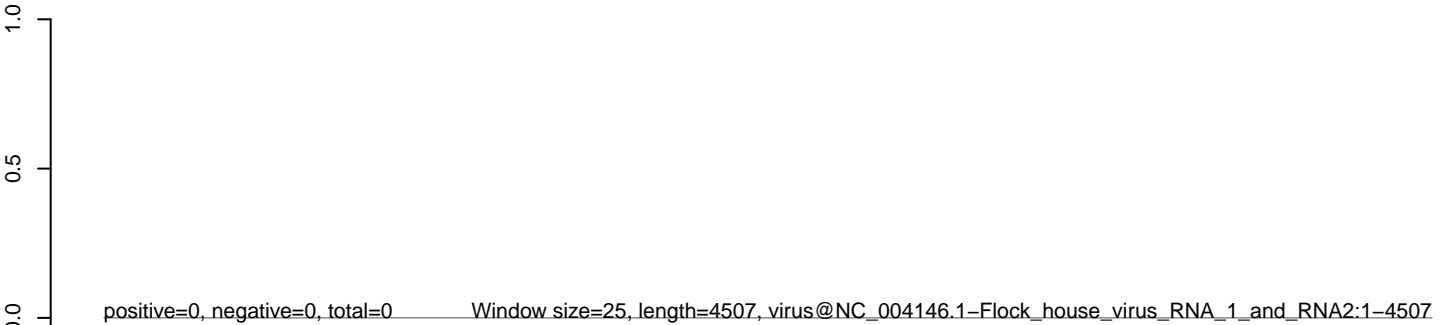 1.0
0.5
0.0
positive=0, negative=0, total=0 Window size=25, length=4507, virus@NC_004146.1−Flock_house_virus_RNA_1_and_RNA2:1−4507